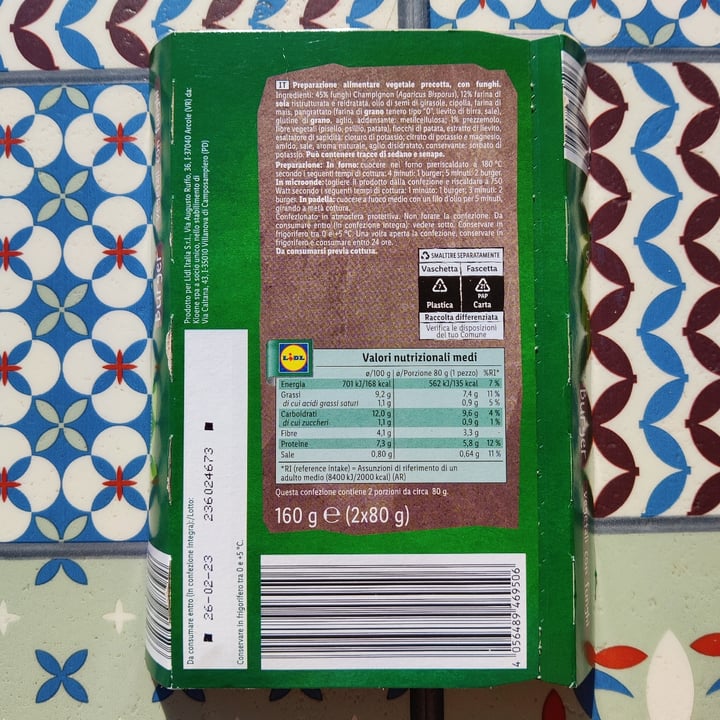 IT Preparazione alimentare vegetale precotta, con funghi.
Ingredienti: 45% funghi Champignon (Agaricus Bisporus), 12% farina di
soia ristrutturata e reidratata, olio di semi di girasole, cipolla, farina di
mais, pangrattato (farina di grano tenero tipo "0", lievito di birra, sale),
glutine di grano, aglio, addensante: metilcellulosa; 1% prezzemolo,
fibre vegetali (pisello, psillio, patata), fiocchi di patata, estratto di lievito,
esaltatore di sapidità: cloruro di potassio; citrato di potassio e magnesio,
amido, sale, aroma naturale, aglio disidratato, conservante: sorbato di
potassio. Può contenere tracce di sedano e senape.
Preparazione: In forno: cuocere nel forno preriscaldato a 180 °C
secondo i seguenti tempi di cottura: 4 minuti: 1 burger; 5 minuti: 2 burger.
In microonde: togliere il prodotto dalla confezione e riscaldare a 750
Watt secondo i seguenti tempi di cottura: 1 minuto: 1 burger; 3 minuti: 2
burger. In padella: cuocere a fuoco medio con un filo d'olio per 5 minuti,
girando a metà cottura.
Confezionato in atmosfera protettiva. Non forare la confezione. Da
consumare entro (in confezione integra): vedere sotto. Conservare in
frigorifero tra 0 e +5 °C. Una volta aperta la confezione, conservare in
frigorifero e consumare entro 24 ore.
Da consumarsi previa cottura.
SMALTIRE SEPARATAMENTE
Vaschetta Fascetta
PAP
Plastica Carta
Raccolta differenziata
Verifica le disposizioni
del tuo Comune
LIDL
Valori nutrizionali medi
ø/100 g ø/Porzione 80 g (1 pezzo) %RI*
Energia 701 kJ/168 kcal 562 kJ/135 kcal 7 %
Grassi 9,2 g 7,4 g 11 %
di cui acidi grassi saturi 1,1 g 0,9 g 5 %
Carboidrati 12,0 g 9,6 g 4 %
di cui zuccheri 1,1 g 0,9 g 1 %
Fibre 4,1 g 3,3 g -
Proteine 7,3 g 5,8 g 12 %
Sale 0,80 g 0,64 g 11 %
*RI (reference intake) = Assunzioni di riferimento di un
adulto medio (8400 kJ/2000 kcal) (AR)
Questa confezione contiene 2 porzioni da circa 80 g.
160 g e (2x80 g)
4 056489 469506
Prodotto per Lidl Italia S.r.l. Via Augusto Ruffo, 36, I-37040 Arcole (VR) da:
Kioene spa a socio unico, nello stabilimento di
Via Caltana, 43, I-35010 Villanova di Camposampiero (PD)
Da consumare entro (in confezione integra):/Lotto:
26-02-23 236024673
Conservare in frigorifero tra 0 e +5 °C.
Burger
burger
vegetali con funghi